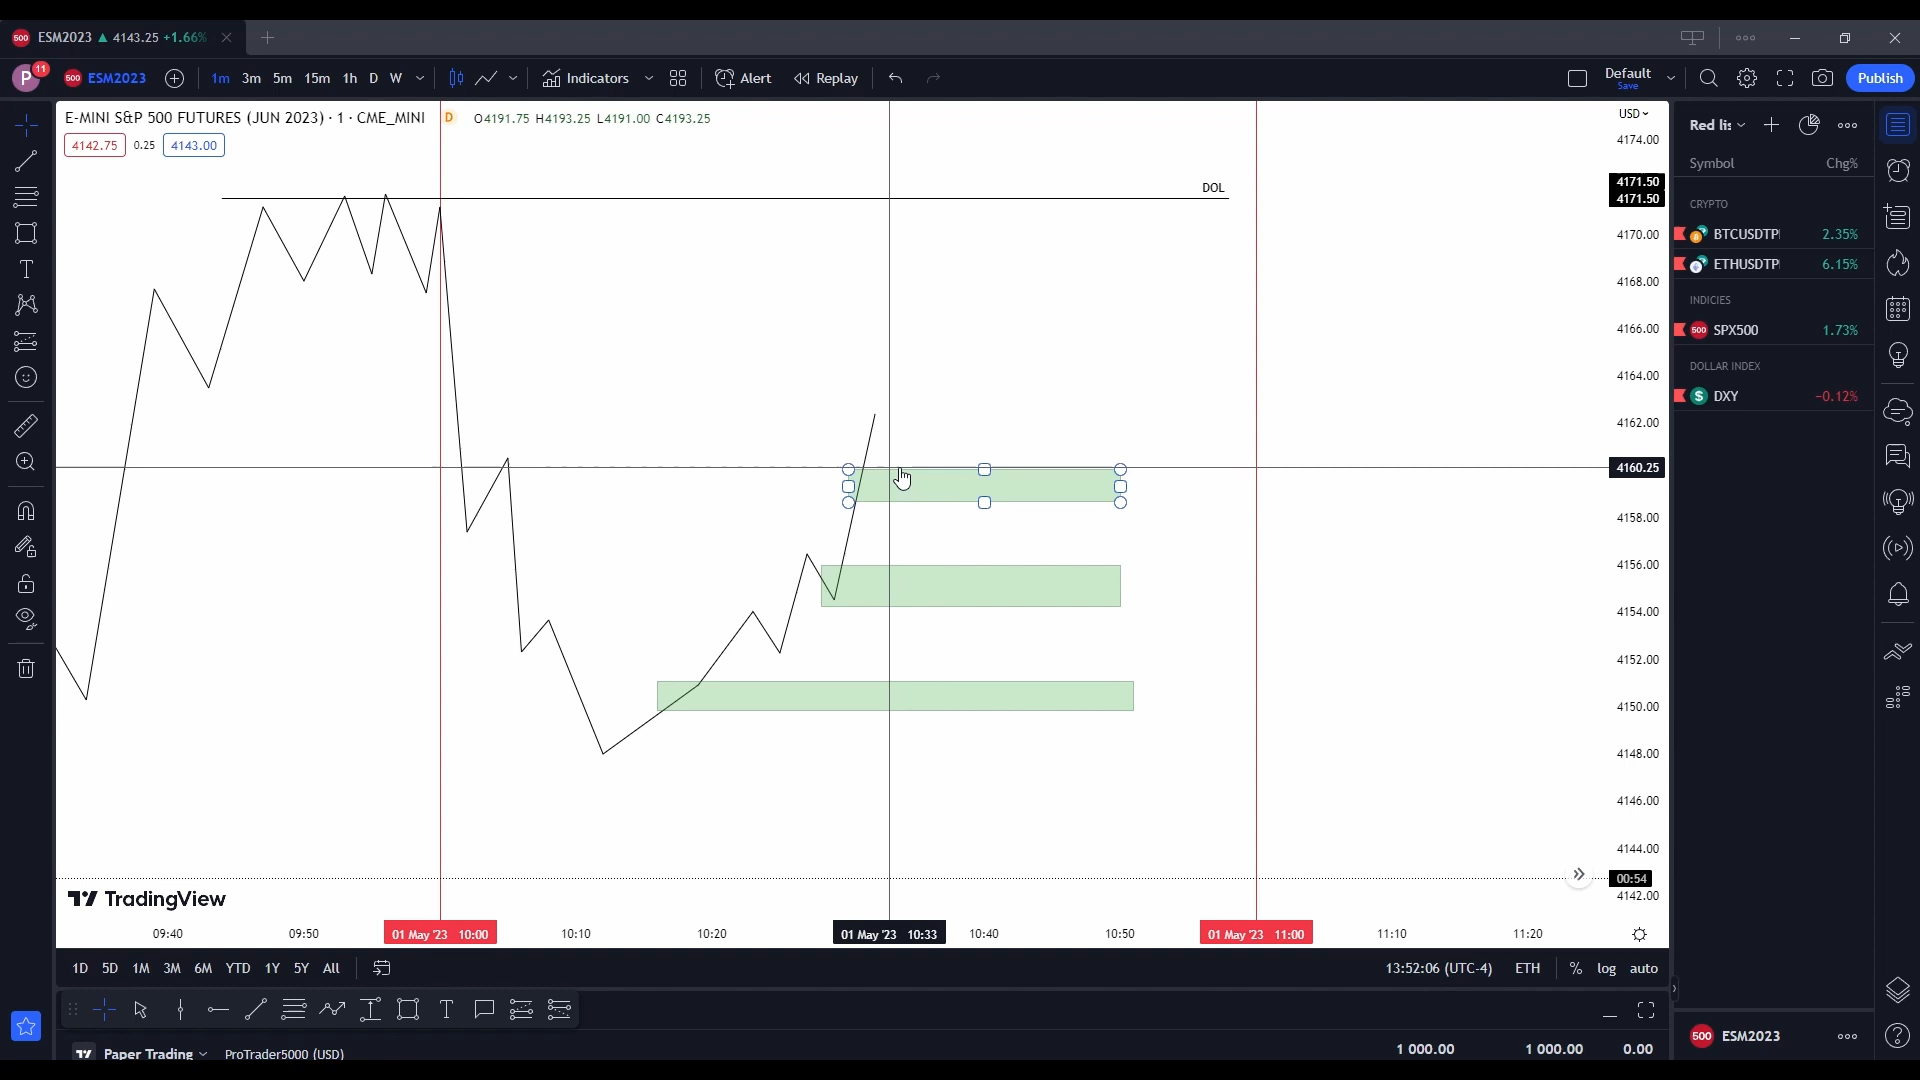 ESM2023 ▲ 4143.25 +1.66%
P 11 500 ESM2023 1m 3m 5m 15m 1h D W Indicators Alert Replay Default Save Publish
E-MINI S&P 500 FUTURES (JUN 2023) · 1 · CME_MINI D O4191.75 H4193.25 L4191.00 C4193.25
4142.75 0.25 4143.00
USD
DOL
4174.00
4171.50
4171.50
4170.00
4168.00
4166.00
4164.00
4162.00
4160.25
4158.00
4156.00
4154.00
4152.00
4150.00
4148.00
4146.00
4144.00
00:54
4142.00
TradingView
09:40 09:50 01 May '23 10:00 10:10 10:20 01 May '23 10:33 10:40 10:50 01 May '23 11:00 11:10 11:20
1D 5D 1M 3M 6M YTD 1Y 5Y All 13:52:06 (UTC-4) ETH % log auto
Paper Trading ProTrader5000 (USD) 1 000.00 1 000.00 0.00
Red lis
Symbol Chg%
CRYPTO
BTCUSDTP 2.35%
ETHUSDTP 6.15%
INDICIES
500 SPX500 1.73%
DOLLAR INDEX
$ DXY −0.12%
500 ESM2023